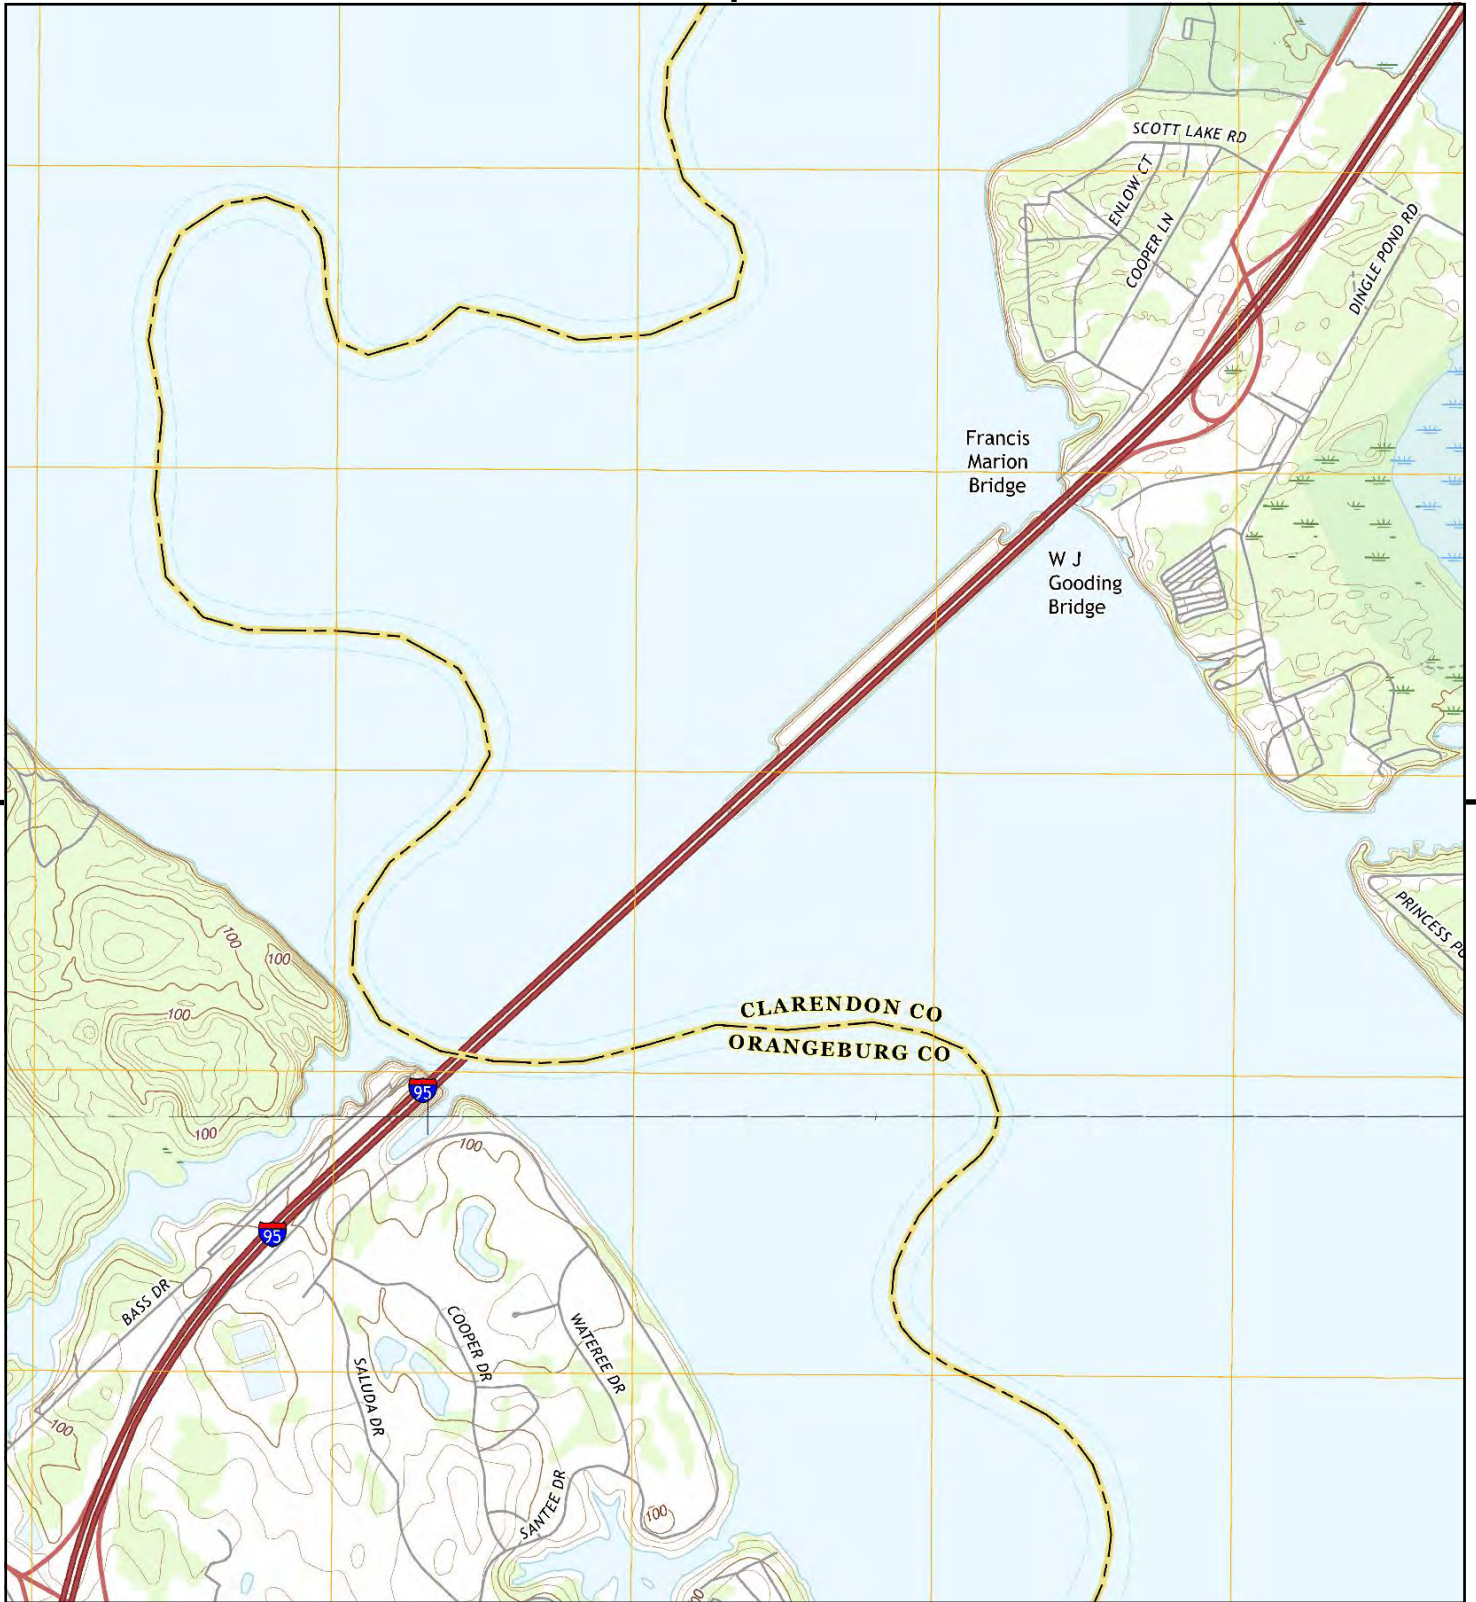 SCOTT LAKE RD
ENLOW CT
COOPER LN
DINGLE POND RD
Francis
Marion
Bridge
W J
Gooding
Bridge
PRINCESS
100
100
100
100
CLARENDON CO
ORANGEBURG CO
95
100
95
BASS DR
COOPER DR
WATEREE DR
SALUDA DR
100
SANTEE DR
100